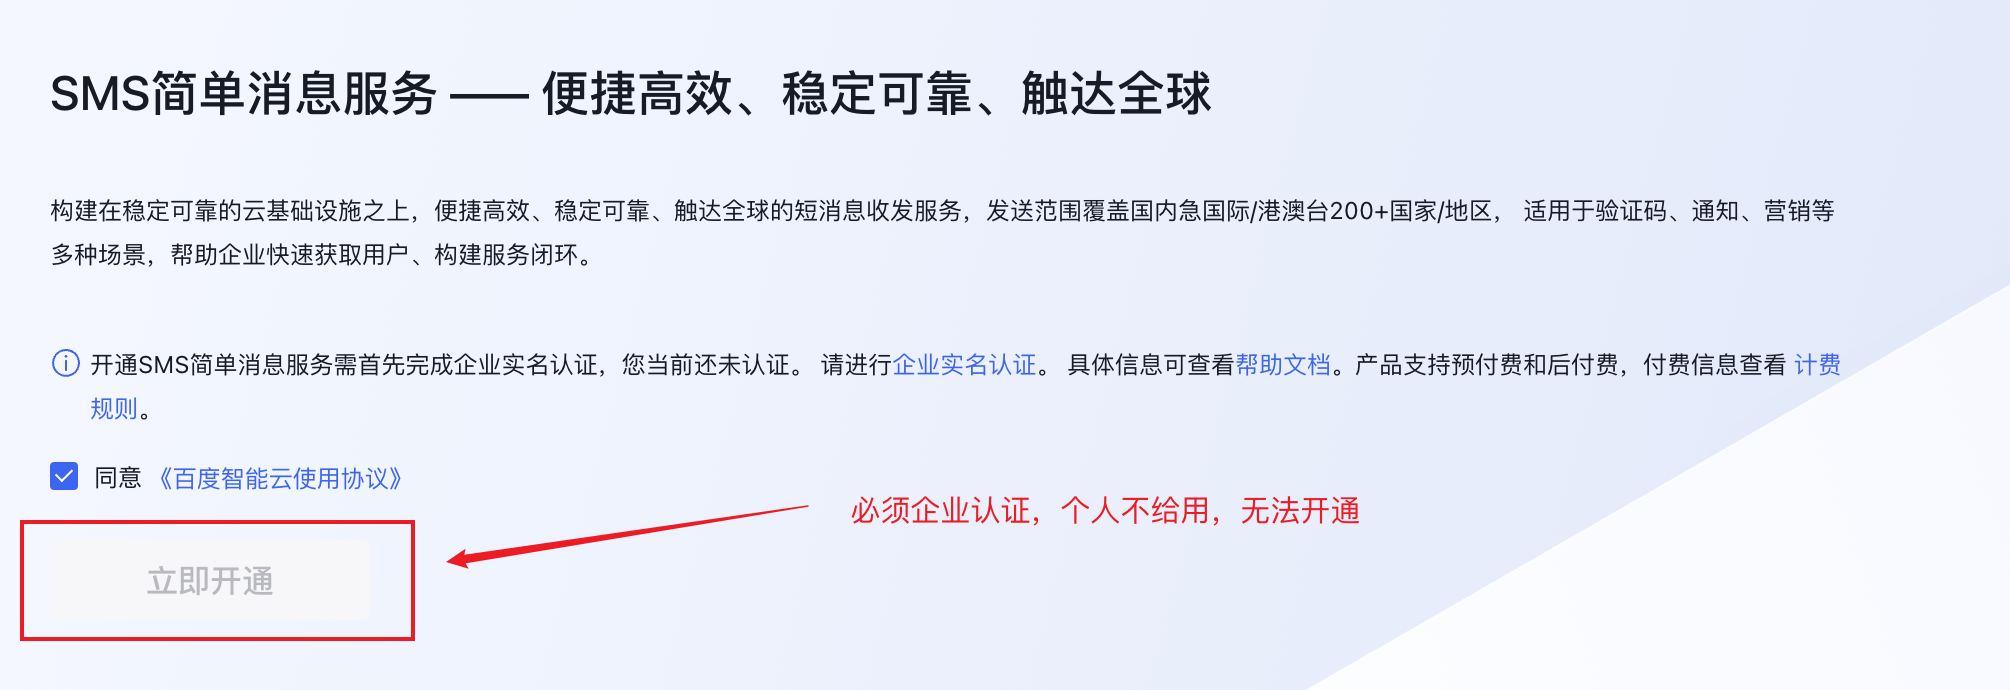 SMS简单消息服务 —— 便捷高效、稳定可靠、触达全球
构建在稳定可靠的云基础设施之上，便捷高效、稳定可靠、触达全球的短消息收发服务，发送范围覆盖国内急国际/港澳台200+国家/地区， 适用于验证码、通知、营销等
多种场景，帮助企业快速获取用户、构建服务闭环。
开通SMS简单消息服务需首先完成企业实名认证，您当前还未认证。 请进行企业实名认证。 具体信息可查看帮助文档。产品支持预付费和后付费，付费信息查看 计费
规则。
同意 《百度智能云使用协议》
必须企业认证，个人不给用，无法开通
立即开通